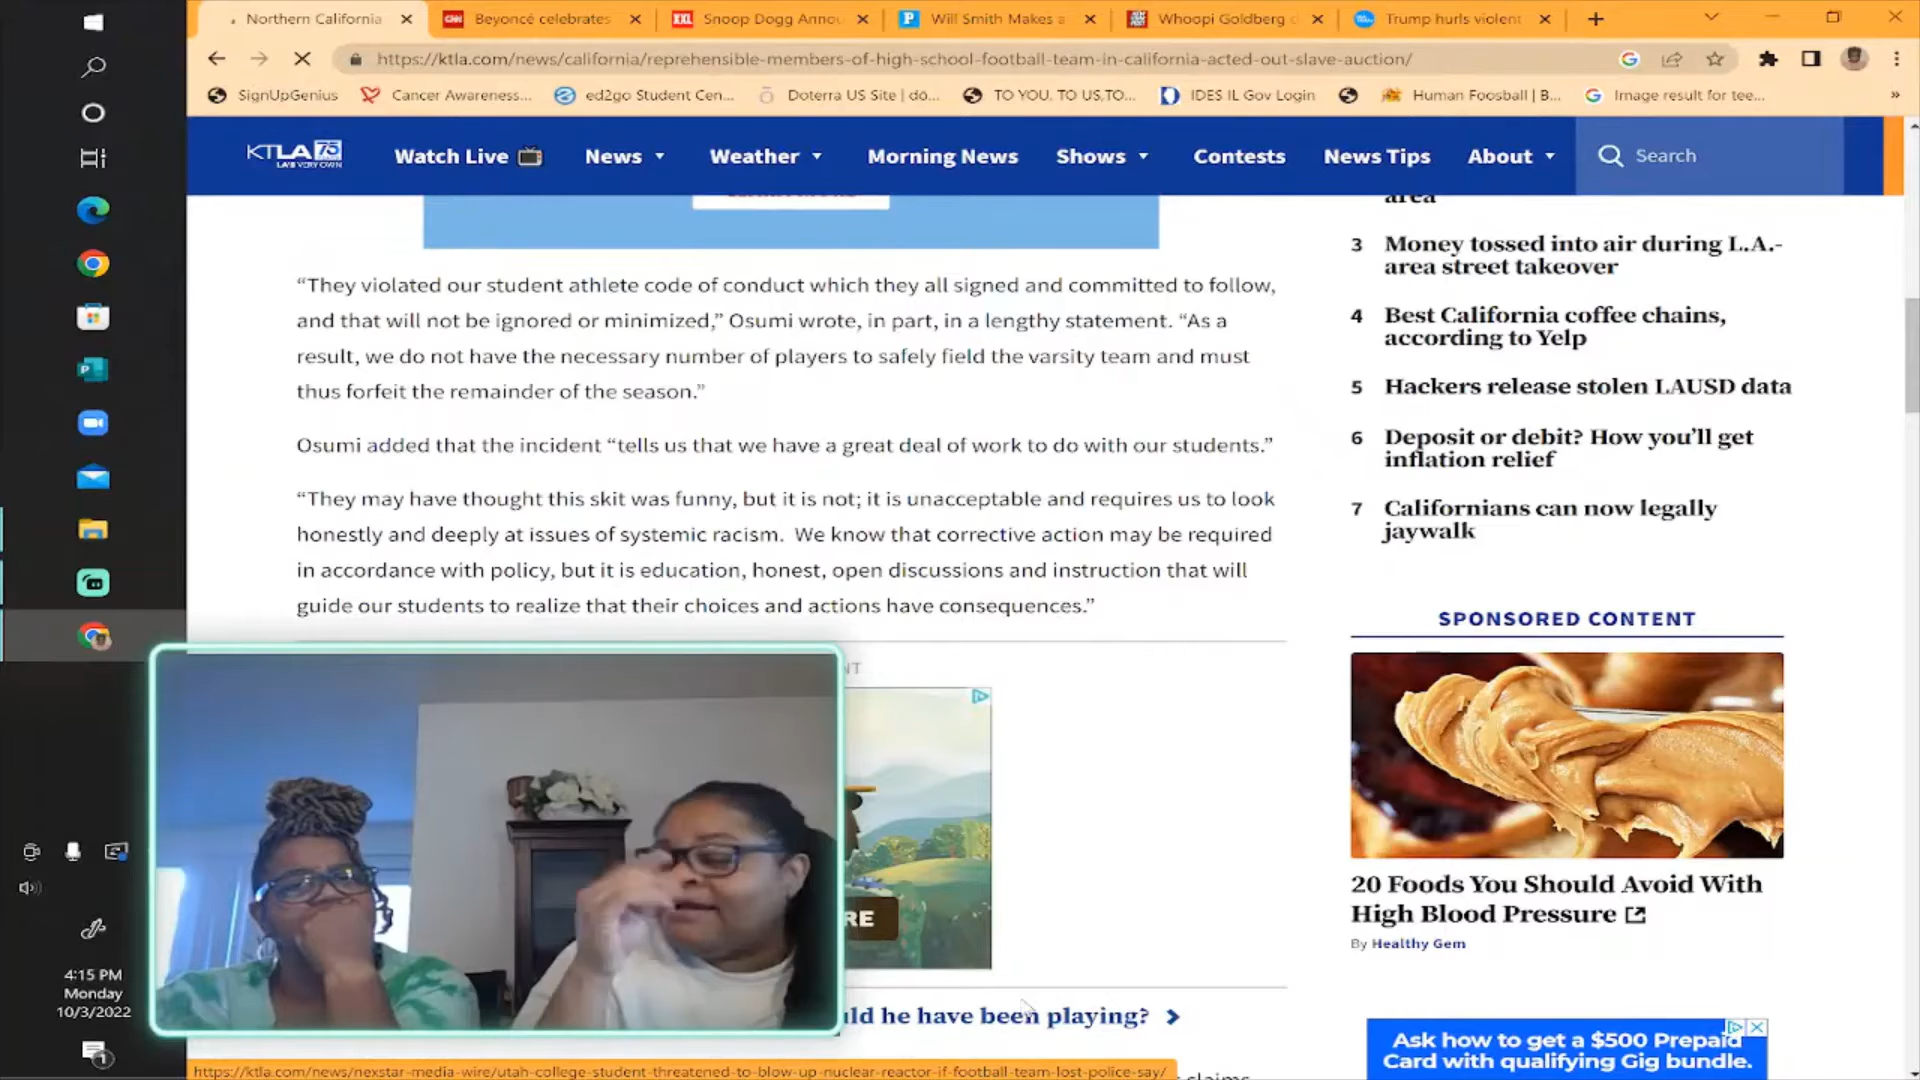 Northern California
Beyoncé celebrates
Snoop Dogg Annou
Will Smith Makes a
Whoopi Goldberg c
Trump hurls violent
https://ktla.com/news/california/reprehensible-members-of-high-school-football-team-in-california-acted-out-slave-auction/
SignUpGenius
Cancer Awareness...
ed2go Student Cen...
Doterra US Site | dō...
TO YOU, TO US,TO...
IDES IL Gov Login
Human Foosball | B...
Image result for tee...
KTLA 75
LA'S VERY OWN
Watch Live
News
Weather
Morning News
Shows
Contests
News Tips
About
Search
“They violated our student athlete code of conduct which they all signed and committed to follow,
and that will not be ignored or minimized,” Osumi wrote, in part, in a lengthy statement. “As a
result, we do not have the necessary number of players to safely field the varsity team and must
thus forfeit the remainder of the season.”
Osumi added that the incident “tells us that we have a great deal of work to do with our students.”
“They may have thought this skit was funny, but it is not; it is unacceptable and requires us to look
honestly and deeply at issues of systemic racism.  We know that corrective action may be required
in accordance with policy, but it is education, honest, open discussions and instruction that will
guide our students to realize that their choices and actions have consequences.”
NT
RE
uld he have been playing?
claims
area
3 Money tossed into air during L.A.-
area street takeover
4 Best California coffee chains,
according to Yelp
5 Hackers release stolen LAUSD data
6 Deposit or debit? How you’ll get
inflation relief
7 Californians can now legally
jaywalk
SPONSORED CONTENT
20 Foods You Should Avoid With
High Blood Pressure
By Healthy Gem
Ask how to get a $500 Prepaid
Card with qualifying Gig bundle.
4:15 PM
Monday
10/3/2022
1
https://ktla.com/news/nexstar-media-wire/utah-college-student-threatened-to-blow-up-nuclear-reactor-if-football-team-lost-police-say/